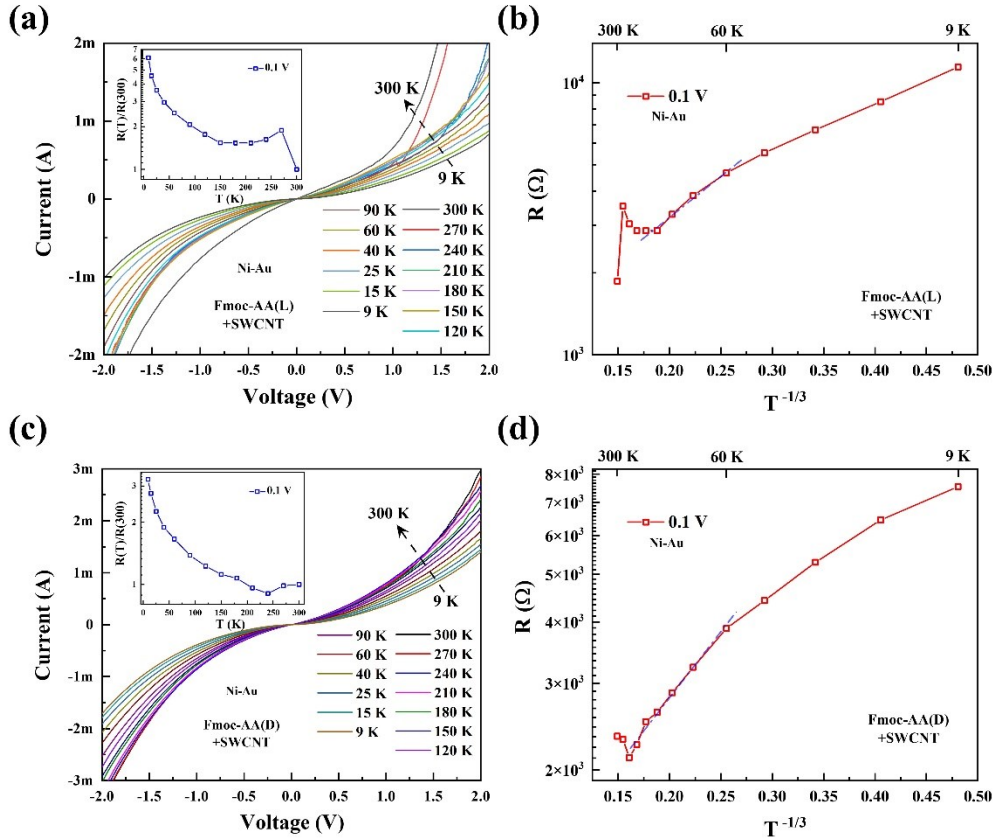 (a)
2m
1m
0
-1m
-2m
Current (A)
-2.0 -1.5 -1.0 -0.5 0.0 0.5 1.0 1.5 2.0
Voltage (V)
7
6
5
4
3
2
1
R(T)/R(300)
0 50 100 150 200 250 300
T (K)
0.1 V
300 K
9 K
Ni-Au
Fmoc-AA(L)
+SWCNT
90 K 300 K
60 K 270 K
40 K 240 K
25 K 210 K
15 K 180 K
9 K 150 K
120 K
(b)
300 K 60 K 9 K
10⁴
10³
R (Ω)
0.1 V
Ni-Au
Fmoc-AA(L)
+SWCNT
0.15 0.20 0.25 0.30 0.35 0.40 0.45 0.50
T -1/3
(c)
3m
2m
1m
0
-1m
-2m
-3m
Current (A)
-2.0 -1.5 -1.0 -0.5 0.0 0.5 1.0 1.5 2.0
Voltage (V)
3
2
1
R(T)/R(300)
0 50 100 150 200 250 300
T (K)
0.1 V
300 K
9 K
Ni-Au
Fmoc-AA(D)
+SWCNT
90 K 300 K
60 K 270 K
40 K 240 K
25 K 210 K
15 K 180 K
9 K 150 K
120 K
(d)
300 K 60 K 9 K
8×10³
7×10³
6×10³
5×10³
4×10³
3×10³
2×10³
R (Ω)
0.1 V
Ni-Au
Fmoc-AA(D)
+SWCNT
0.15 0.20 0.25 0.30 0.35 0.40 0.45 0.50
T -1/3